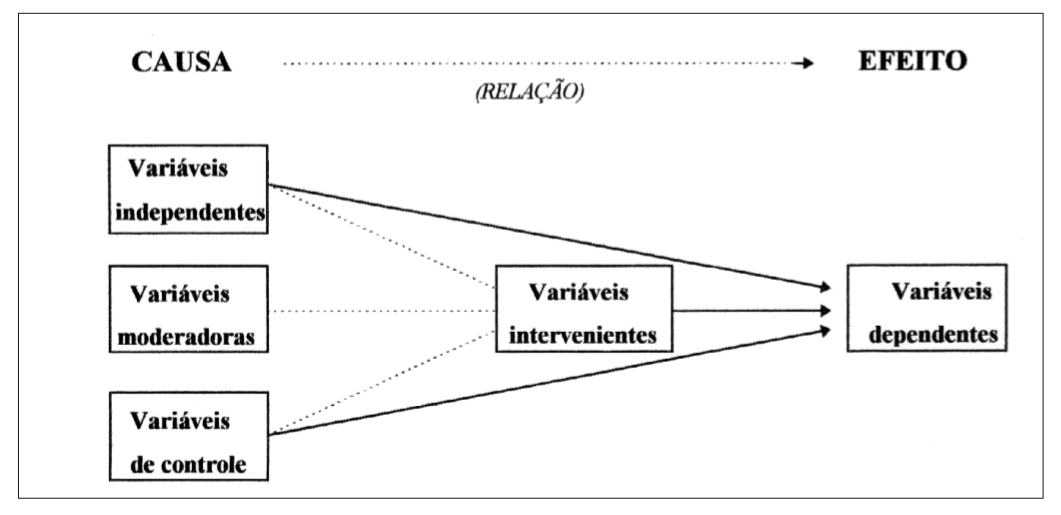 CAUSA
EFEITO
(RELAÇÃO)
Variáveis
independentes
Variáveis
moderadoras
Variáveis
intervenientes
Variáveis
dependentes
Variáveis
de controle